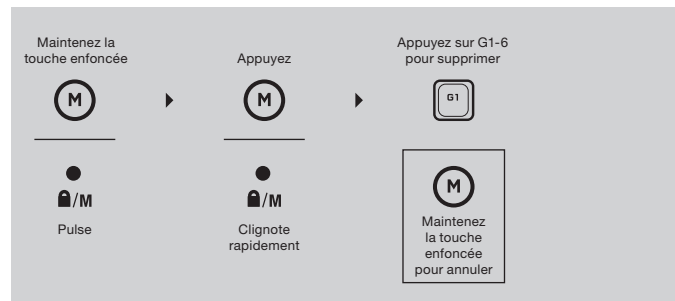 Maintenez la
touche enfoncée
M
/M
Pulse
Appuyez
M
/M
Clignote
rapidement
Appuyez sur G1-6
pour supprimer
G1
M
Maintenez
la touche
enfoncée
pour annuler